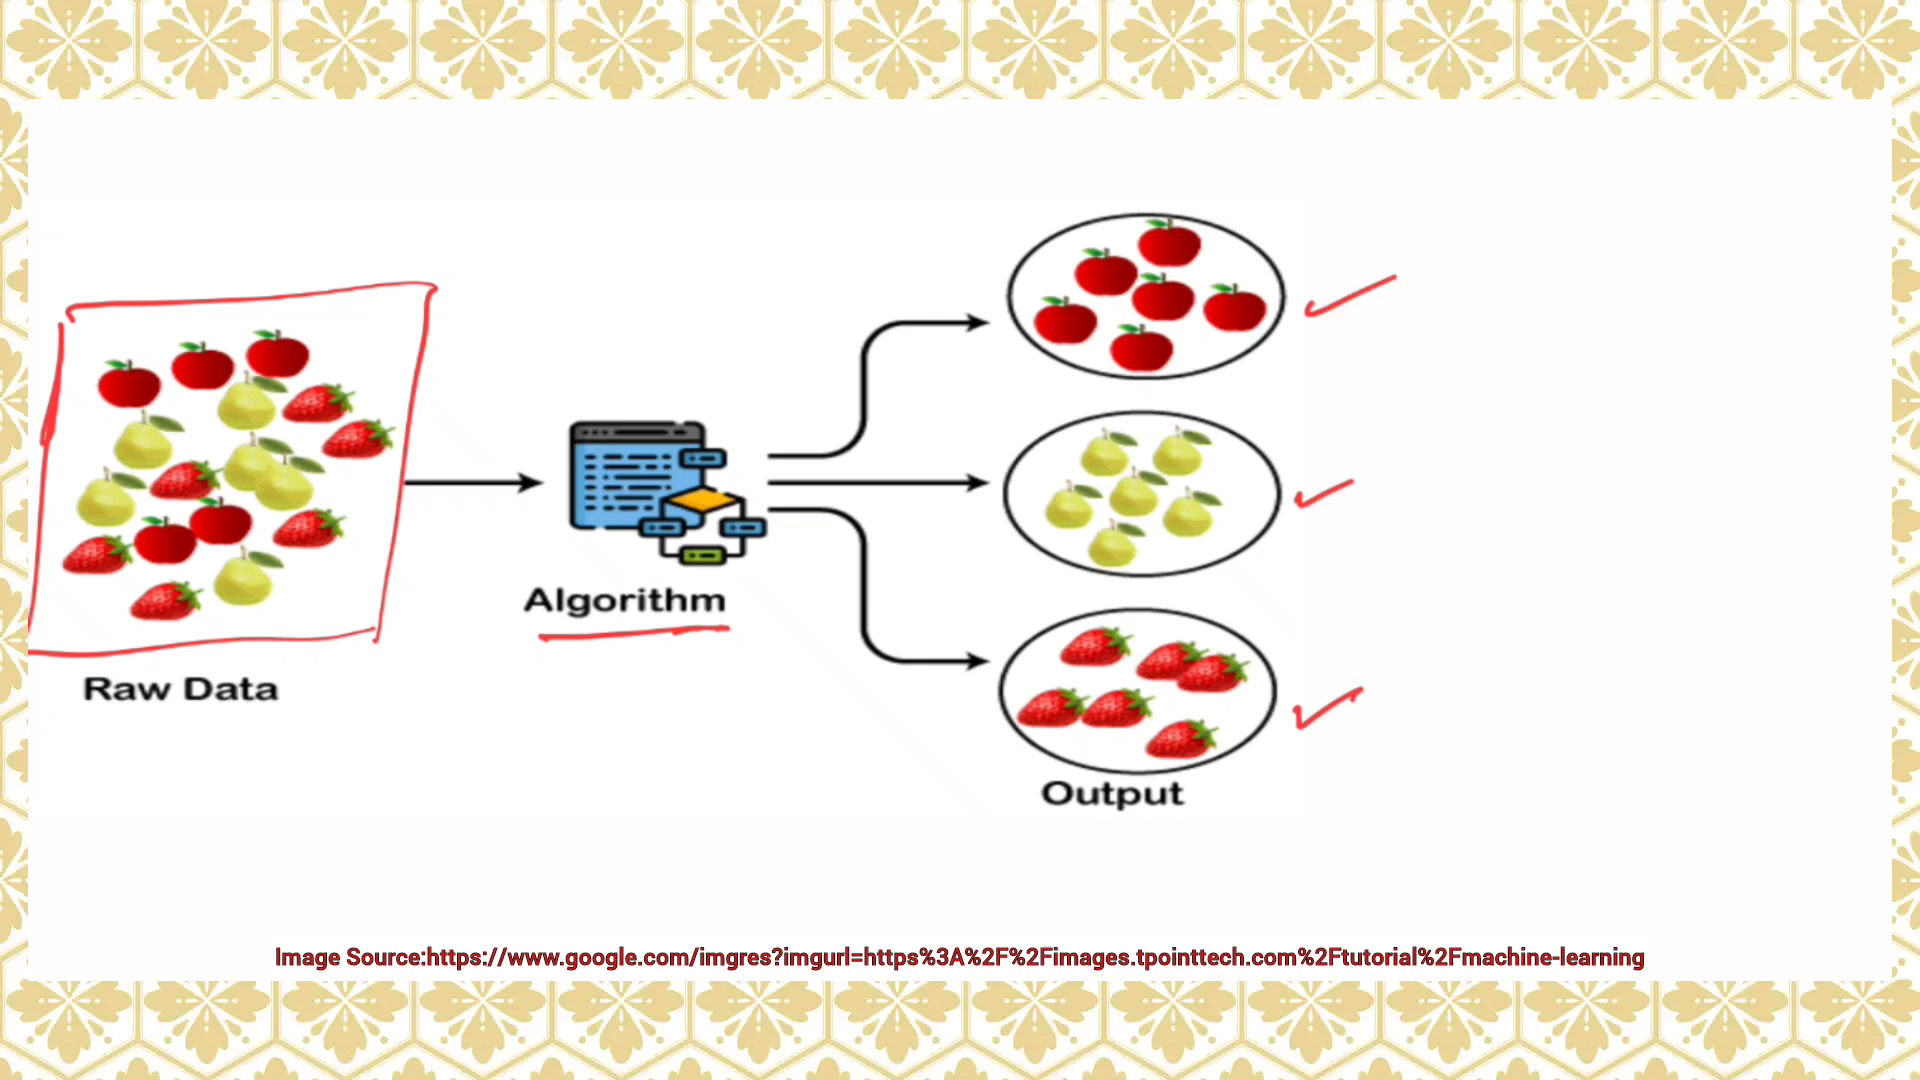 Raw Data
Algorithm
Output
Image Source:https://www.google.com/imgres?imgurl=https%3A%2F%2Fimages.tpointtech.com%2Ftutorial%2Fmachine-learning